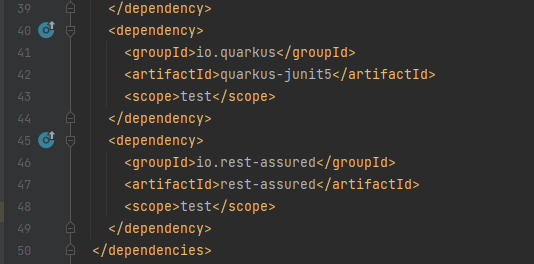 39 </dependency>
40 <dependency>
41 <groupId>io.quarkus</groupId>
42 <artifactId>quarkus-junit5</artifactId>
43 <scope>test</scope>
44 </dependency>
45 <dependency>
46 <groupId>io.rest-assured</groupId>
47 <artifactId>rest-assured</artifactId>
48 <scope>test</scope>
49 </dependency>
50 </dependencies>